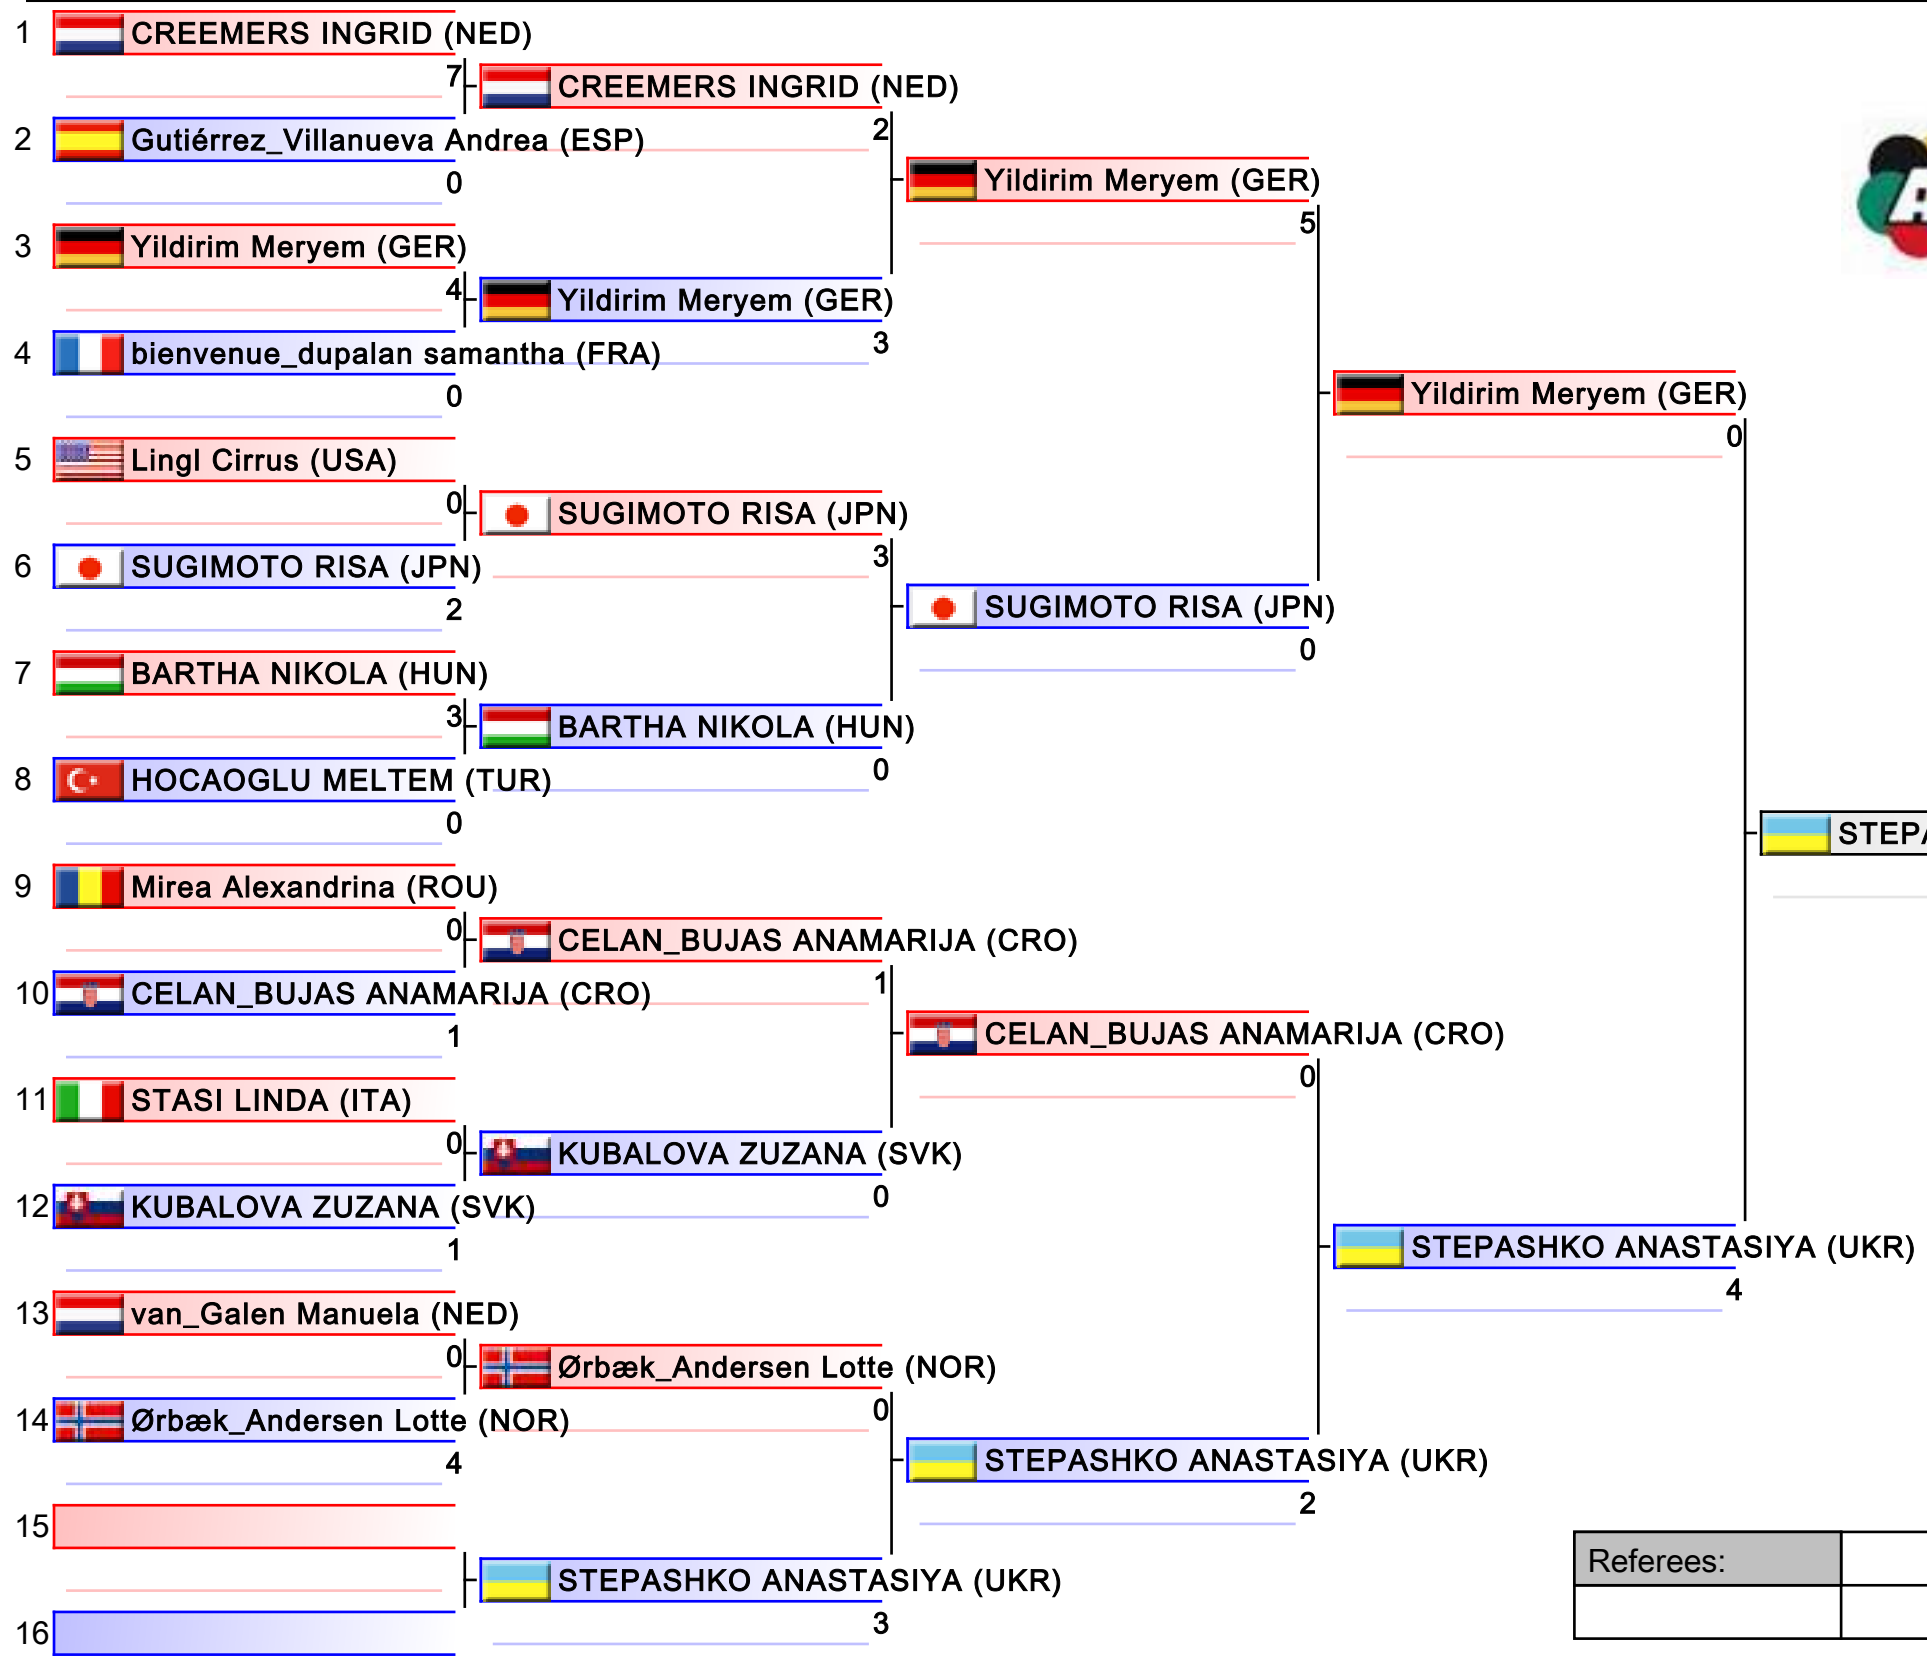 1 CREEMERS INGRID (NED)
7 CREEMERS INGRID (NED)
2 Gutiérrez_Villanueva Andrea (ESP)
2
0
Yildirim Meryem (GER)
5
3 Yildirim Meryem (GER)
4 Yildirim Meryem (GER)
4 bienvenue_dupalan samantha (FRA)
3
0
Yildirim Meryem (GER)
0
5 Lingl Cirrus (USA)
0 SUGIMOTO RISA (JPN)
6 SUGIMOTO RISA (JPN)
3
2
SUGIMOTO RISA (JPN)
0
7 BARTHA NIKOLA (HUN)
3 BARTHA NIKOLA (HUN)
8 HOCAOGLU MELTEM (TUR)
0
0
9 Mirea Alexandrina (ROU)
0 CELAN_BUJAS ANAMARIJA (CRO)
10 CELAN_BUJAS ANAMARIJA (CRO)
1
1
CELAN_BUJAS ANAMARIJA (CRO)
0
11 STASI LINDA (ITA)
0 KUBALOVA ZUZANA (SVK)
12 KUBALOVA ZUZANA (SVK)
0
1
STEPASHKO ANASTASIYA (UKR)
4
13 van_Galen Manuela (NED)
0 Ørbæk_Andersen Lotte (NOR)
14 Ørbæk_Andersen Lotte (NOR)
0
4
STEPASHKO ANASTASIYA (UKR)
2
15
STEPASHKO ANASTASIYA (UKR)
3
16
Referees: